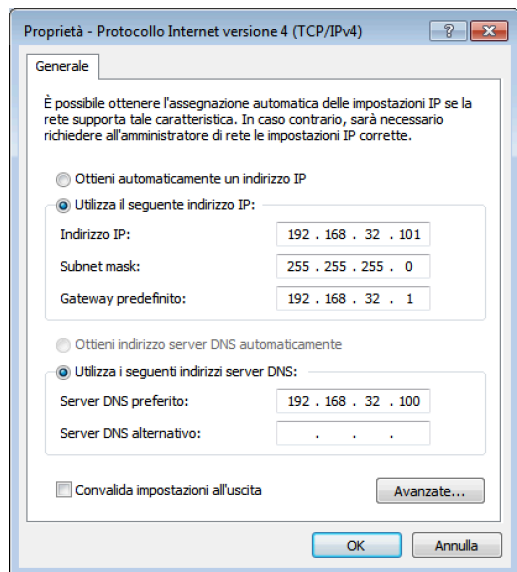 Proprietà - Protocollo Internet versione 4 (TCP/IPv4)
Generale
È possibile ottenere l'assegnazione automatica delle impostazioni IP se la
rete supporta tale caratteristica. In caso contrario, sarà necessario
richiedere all'amministratore di rete le impostazioni IP corrette.
Ottieni automaticamente un indirizzo IP
Utilizza il seguente indirizzo IP:
Indirizzo IP: 192 . 168 . 32 . 101
Subnet mask: 255 . 255 . 255 . 0
Gateway predefinito: 192 . 168 . 32 . 1
Ottieni indirizzo server DNS automaticamente
Utilizza i seguenti indirizzi server DNS:
Server DNS preferito: 192 . 168 . 32 . 100
Server DNS alternativo: . . .
Convalida impostazioni all'uscita Avanzate...
OK Annulla